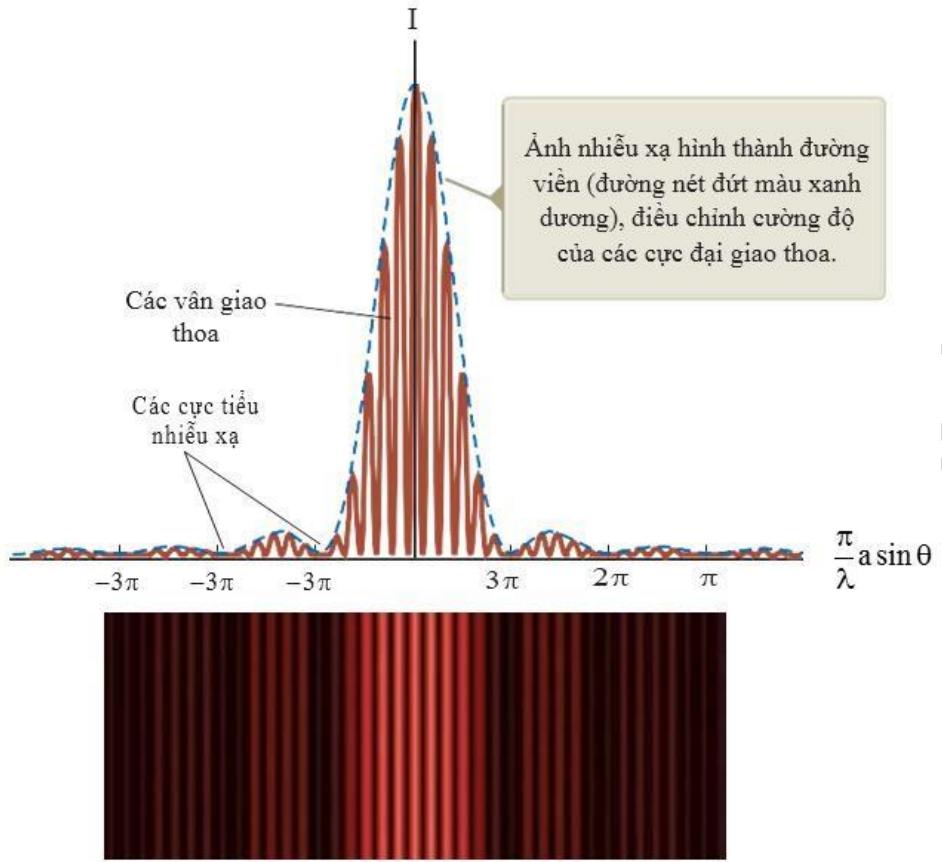 I
Ảnh nhiễu xạ hình thành đường
viền (đường nét đứt màu xanh
dương), điều chỉnh cường độ
của các cực đại giao thoa.
Các vân giao
thoa
Các cực tiểu
nhiễu xạ
−3π −3π −3π 3π 2π π
π/λ a sin θ